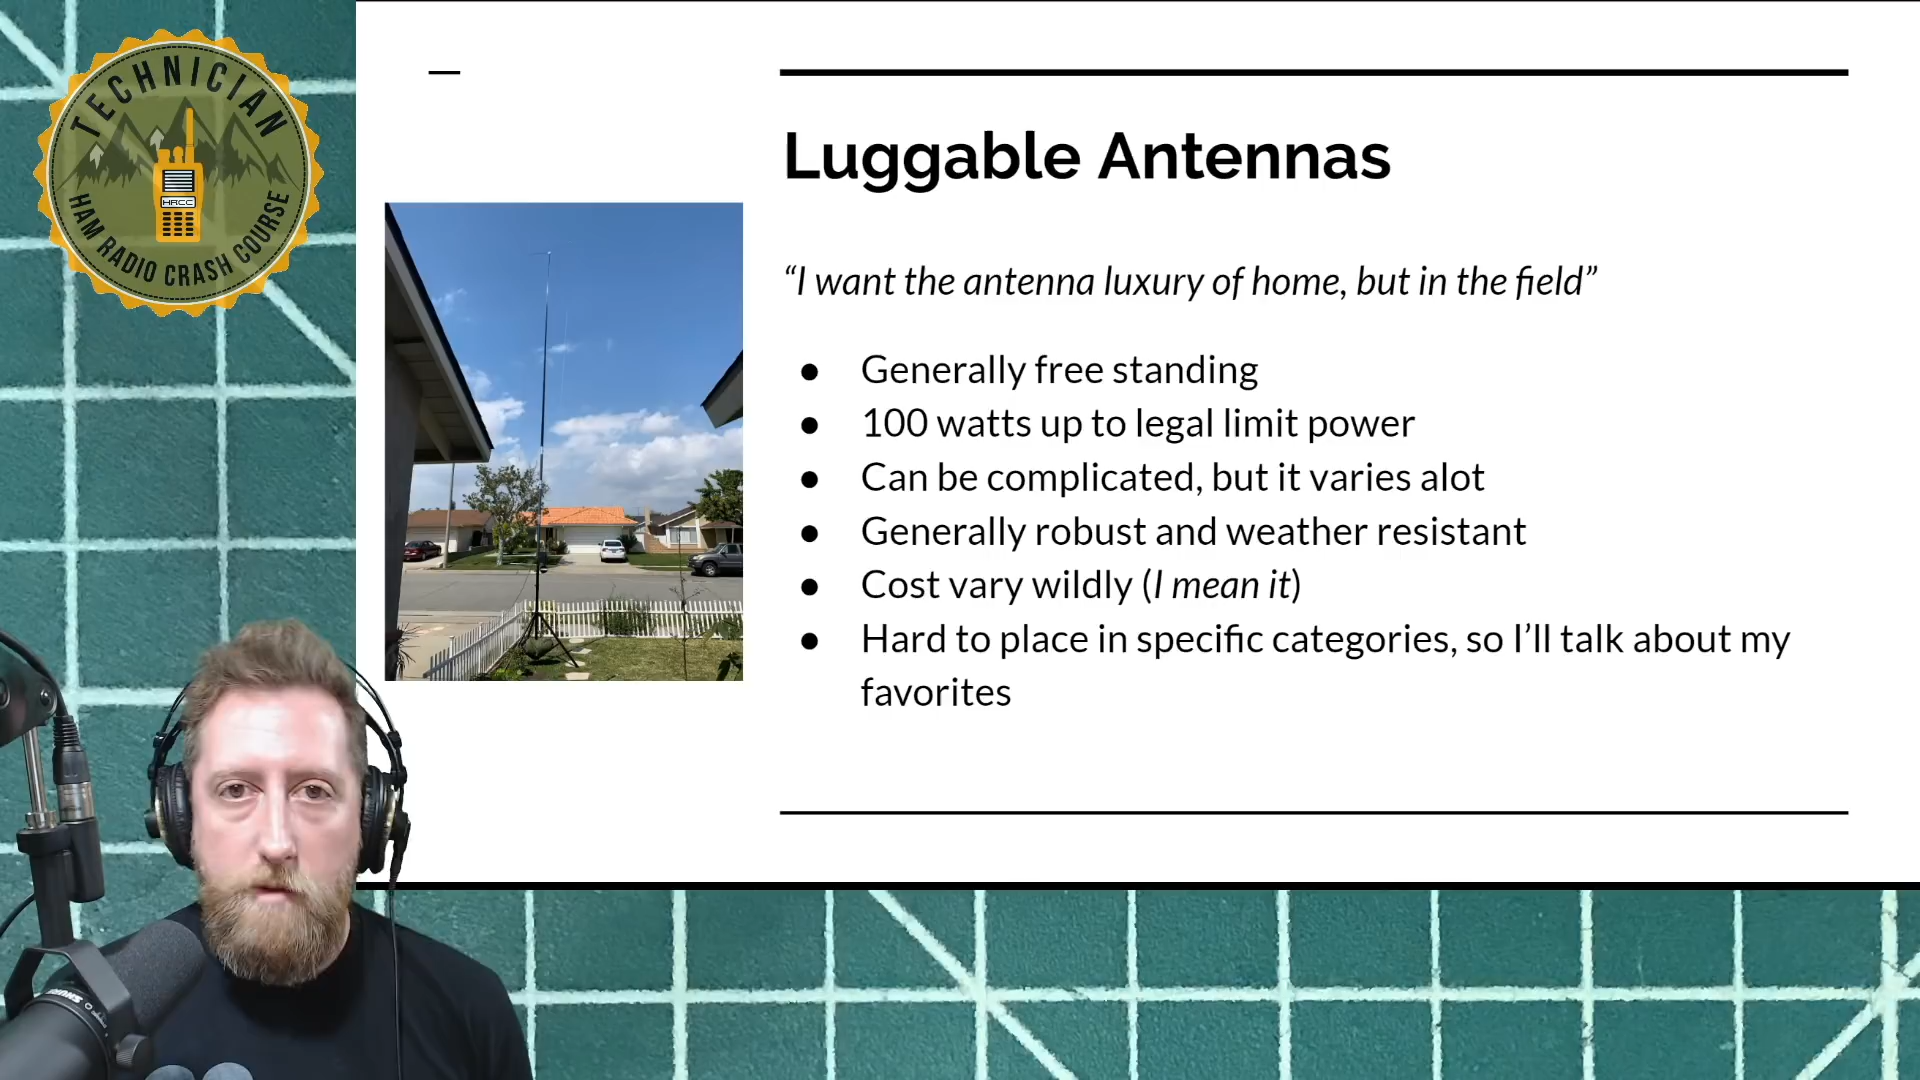 TECHNICIAN
HRCC
HAM RADIO CRASH COURSE
Luggable Antennas
“I want the antenna luxury of home, but in the field”
● Generally free standing
● 100 watts up to legal limit power
● Can be complicated, but it varies alot
● Generally robust and weather resistant
● Cost vary wildly (I mean it)
● Hard to place in specific categories, so I’ll talk about my
favorites
SHURE